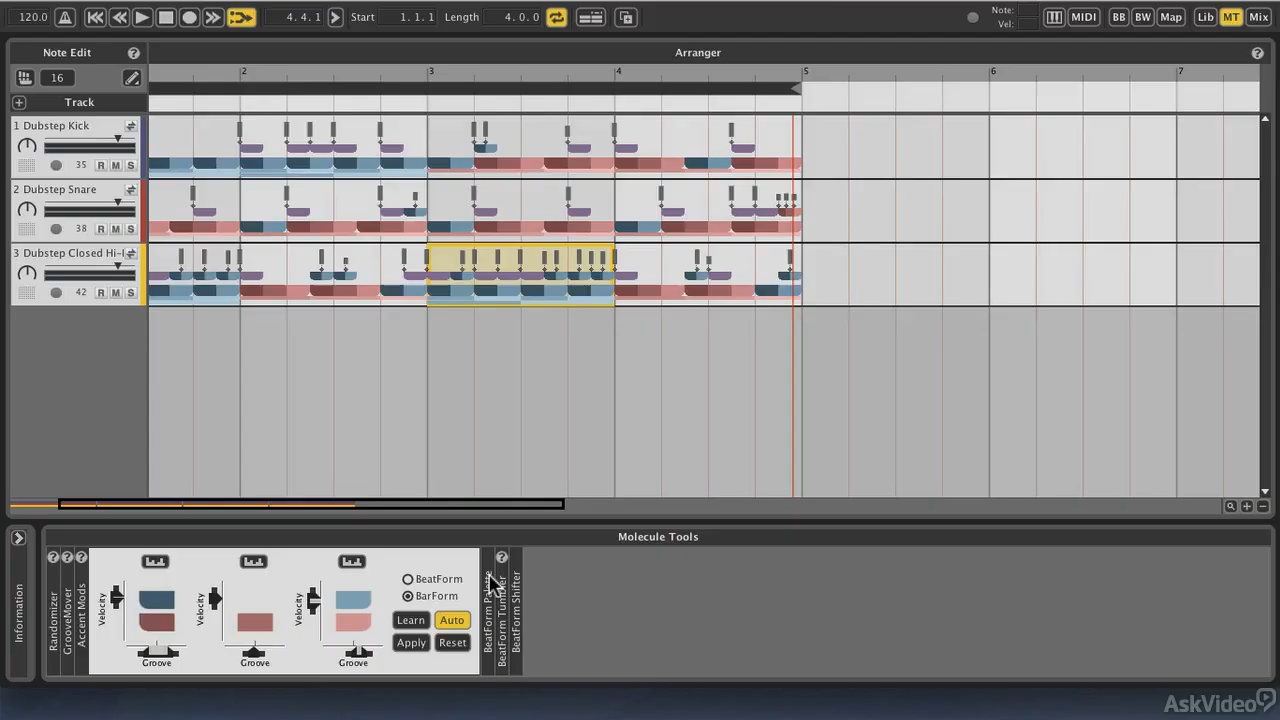 120.0 4. 4. 1 Start 1. 1. 1 Length 4. 0. 0 Note: Vel: MIDI BB BW Map Lib MT Mix
Note Edit ? Arranger ?
16 2 3 4 5 6 7
+ Track
1 Dubstep Kick
35 R M S
2 Dubstep Snare
38 R M S
3 Dubstep Closed Hi-
42 R M S
Molecule Tools
Information
Randomizer
GrooveMover
Accent Mods
Velocity
Groove
Velocity
Groove
Velocity
Groove
BeatForm
BarForm
Learn Auto
Apply Reset
BeatForm Tumbler
BeatForm Shifter
AskVideo